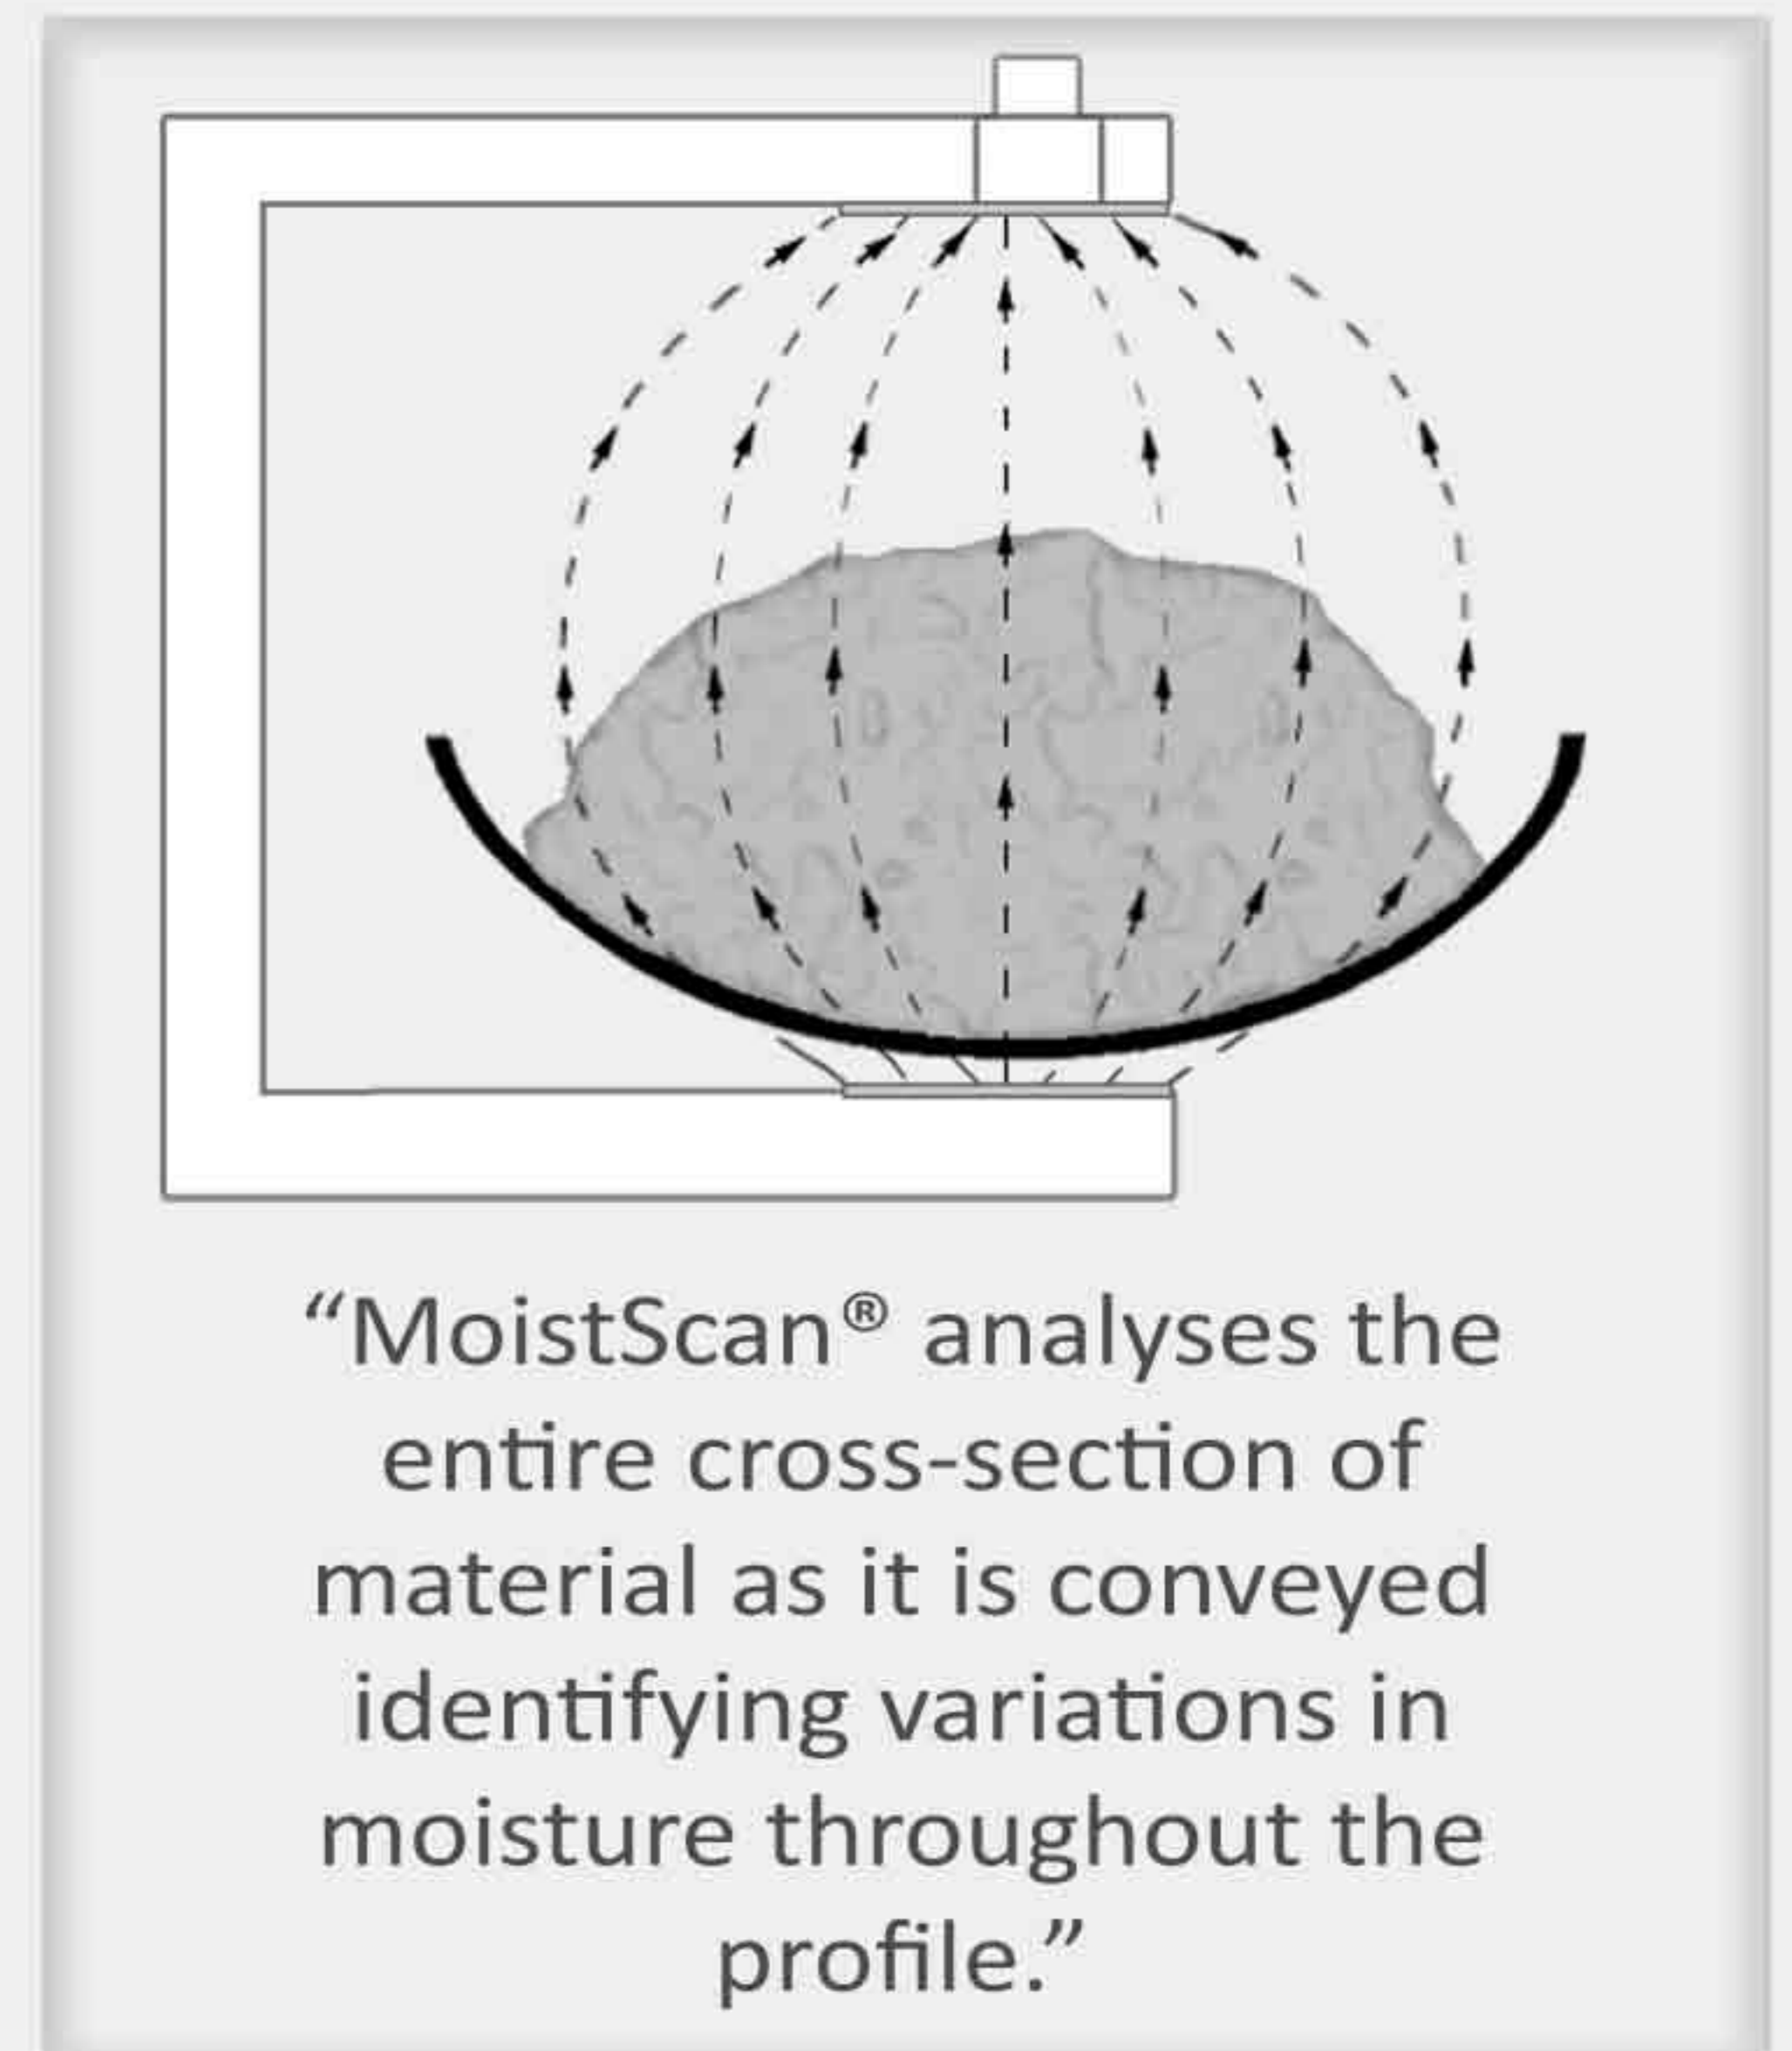 “MoistScan® analyses the
entire cross-section of
material as it is conveyed
identifying variations in
moisture throughout the
profile.”